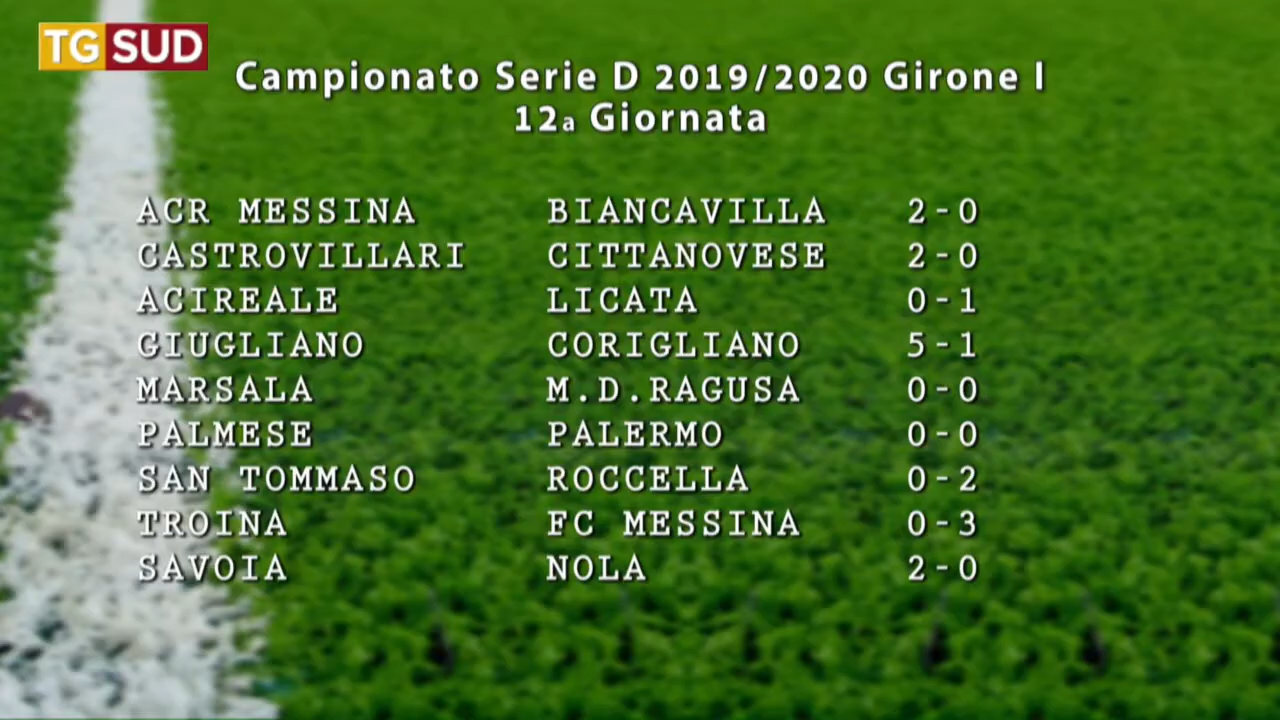 TG SUD
Campionato Serie D 2019/2020 Girone I
12a Giornata
ACR MESSINA BIANCAVILLA 2-0
CASTROVILLARI CITTANOVESE 2-0
ACIREALE LICATA 0-1
GIUGLIANO CORIGLIANO 5-1
MARSALA M.D.RAGUSA 0-0
PALMESE PALERMO 0-0
SAN TOMMASO ROCCELLA 0-2
TROINA FC MESSINA 0-3
SAVOIA NOLA 2-0